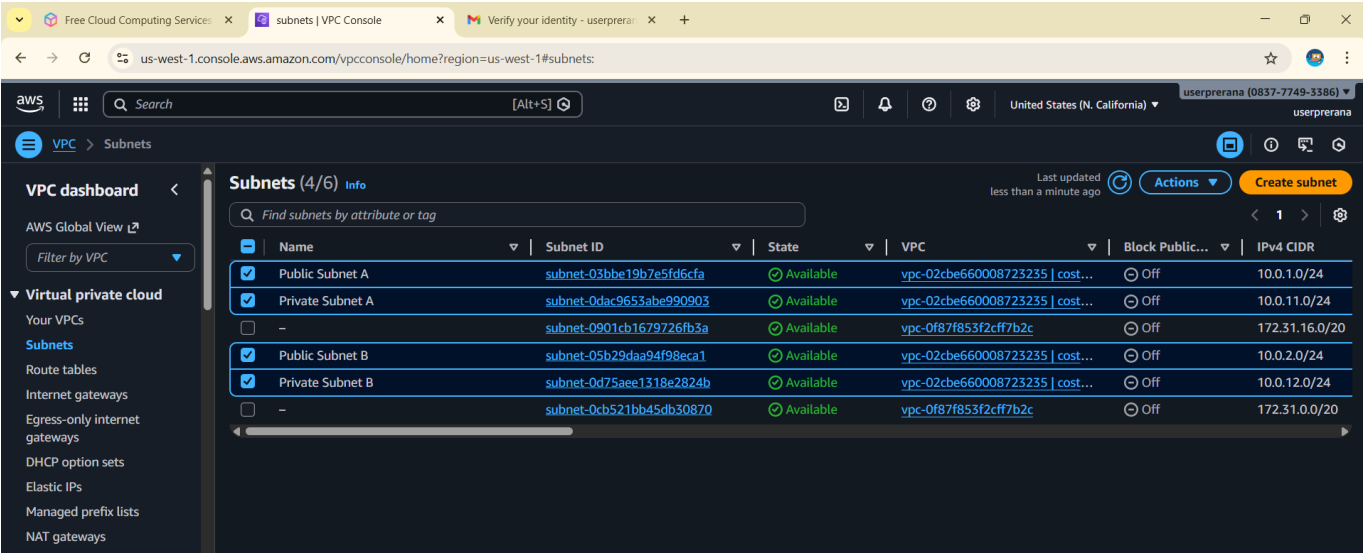 Free Cloud Computing Services
subnets | VPC Console
Verify your identity - userpreran
us-west-1.console.aws.amazon.com/vpcconsole/home?region=us-west-1#subnets:
aws
Search
[Alt+S]
United States (N. California)
userprerana (0837-7749-3386)
userprerana
VPC > Subnets
VPC dashboard
AWS Global View
Filter by VPC
Virtual private cloud
Your VPCs
Subnets
Route tables
Internet gateways
Egress-only internet
gateways
DHCP option sets
Elastic IPs
Managed prefix lists
NAT gateways
Subnets (4/6) Info
Last updated
less than a minute ago
Actions
Create subnet
Find subnets by attribute or tag
1
Name Subnet ID State VPC Block Public... IPv4 CIDR
Public Subnet A subnet-03bbe19b7e5fd6cfa Available vpc-02cbe660008723235 | cost... Off 10.0.1.0/24
Private Subnet A subnet-0dac9653abe990903 Available vpc-02cbe660008723235 | cost... Off 10.0.11.0/24
– subnet-0901cb1679726fb3a Available vpc-0f87f853f2cff7b2c Off 172.31.16.0/20
Public Subnet B subnet-05b29daa94f98eca1 Available vpc-02cbe660008723235 | cost... Off 10.0.2.0/24
Private Subnet B subnet-0d75aee1318e2824b Available vpc-02cbe660008723235 | cost... Off 10.0.12.0/24
– subnet-0cb521bb45db30870 Available vpc-0f87f853f2cff7b2c Off 172.31.0.0/20